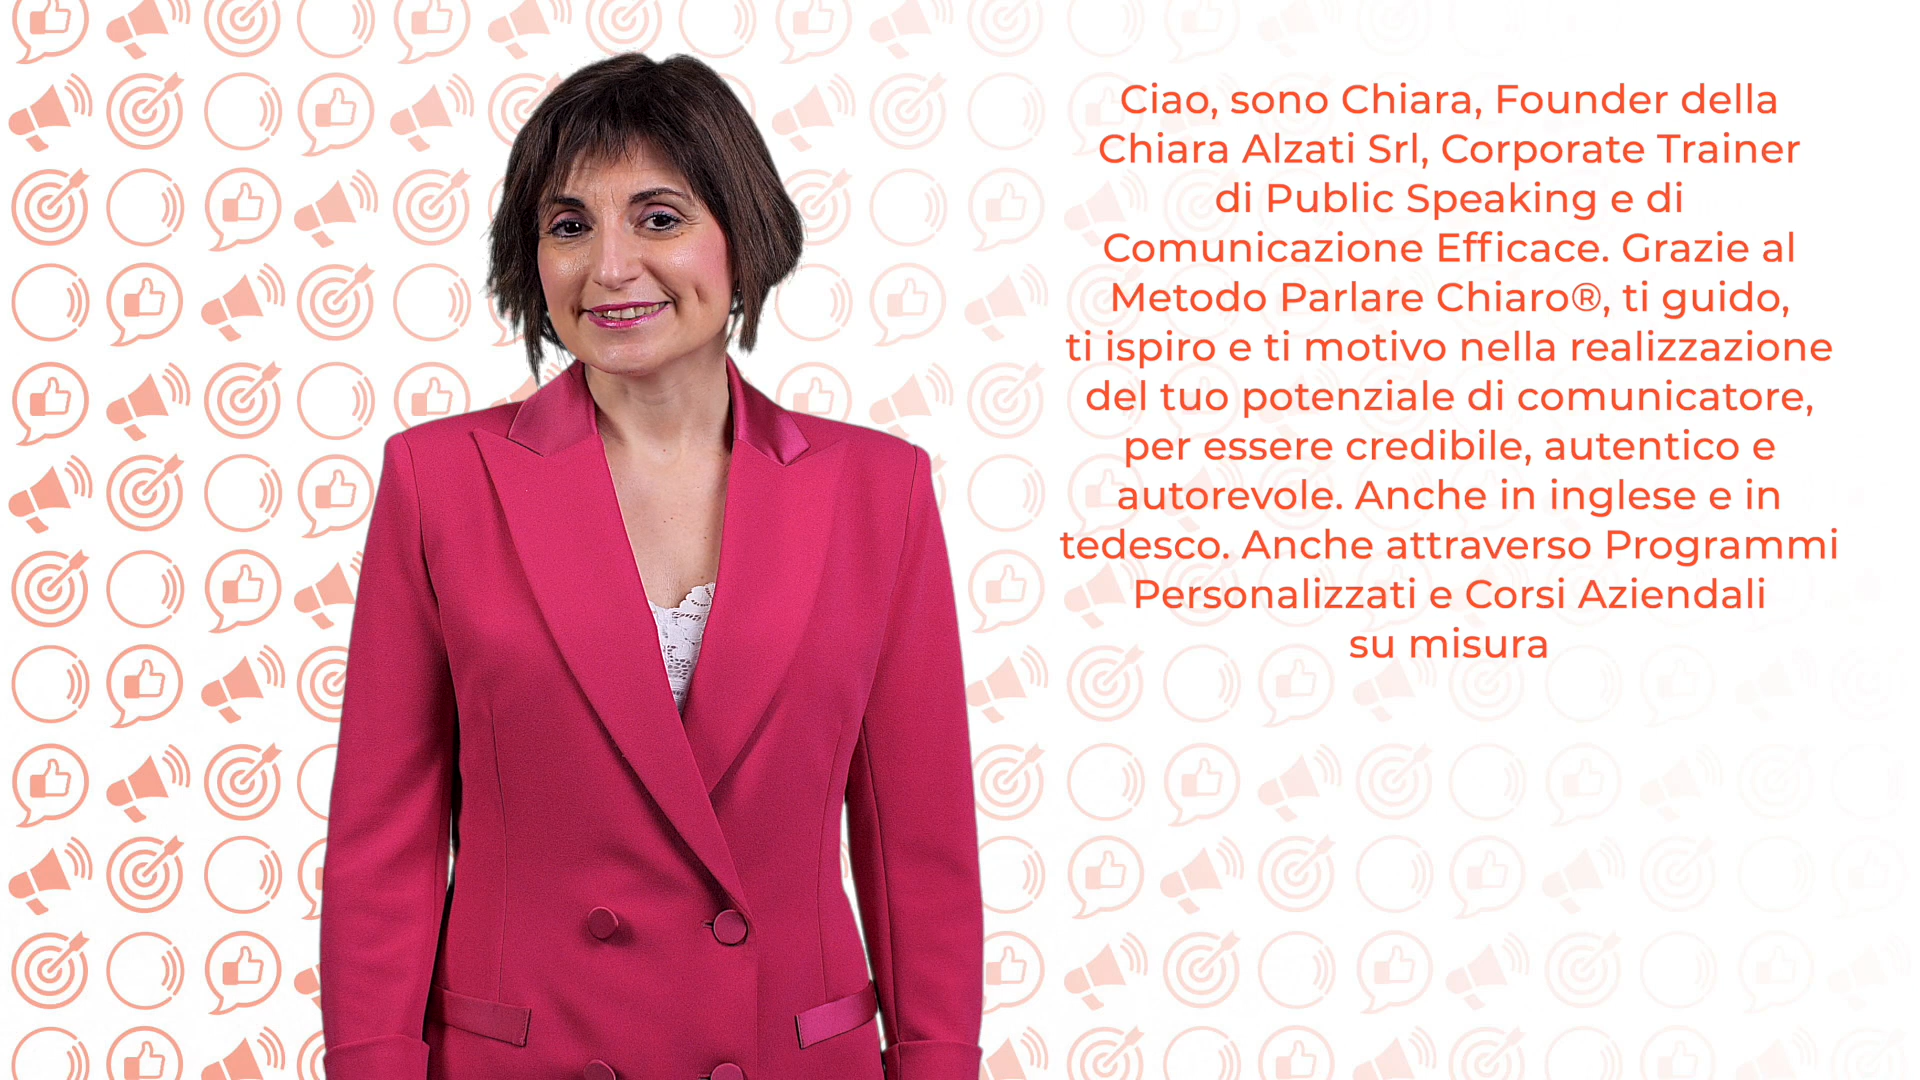 Ciao, sono Chiara, Founder della
Chiara Alzati Srl, Corporate Trainer
di Public Speaking e di
Comunicazione Efficace. Grazie al
Metodo Parlare Chiaro®, ti guido,
ti ispiro e ti motivo nella realizzazione
del tuo potenziale di comunicatore,
per essere credibile, autentico e
autorevole. Anche in inglese e in
tedesco. Anche attraverso Programmi
Personalizzati e Corsi Aziendali
su misura